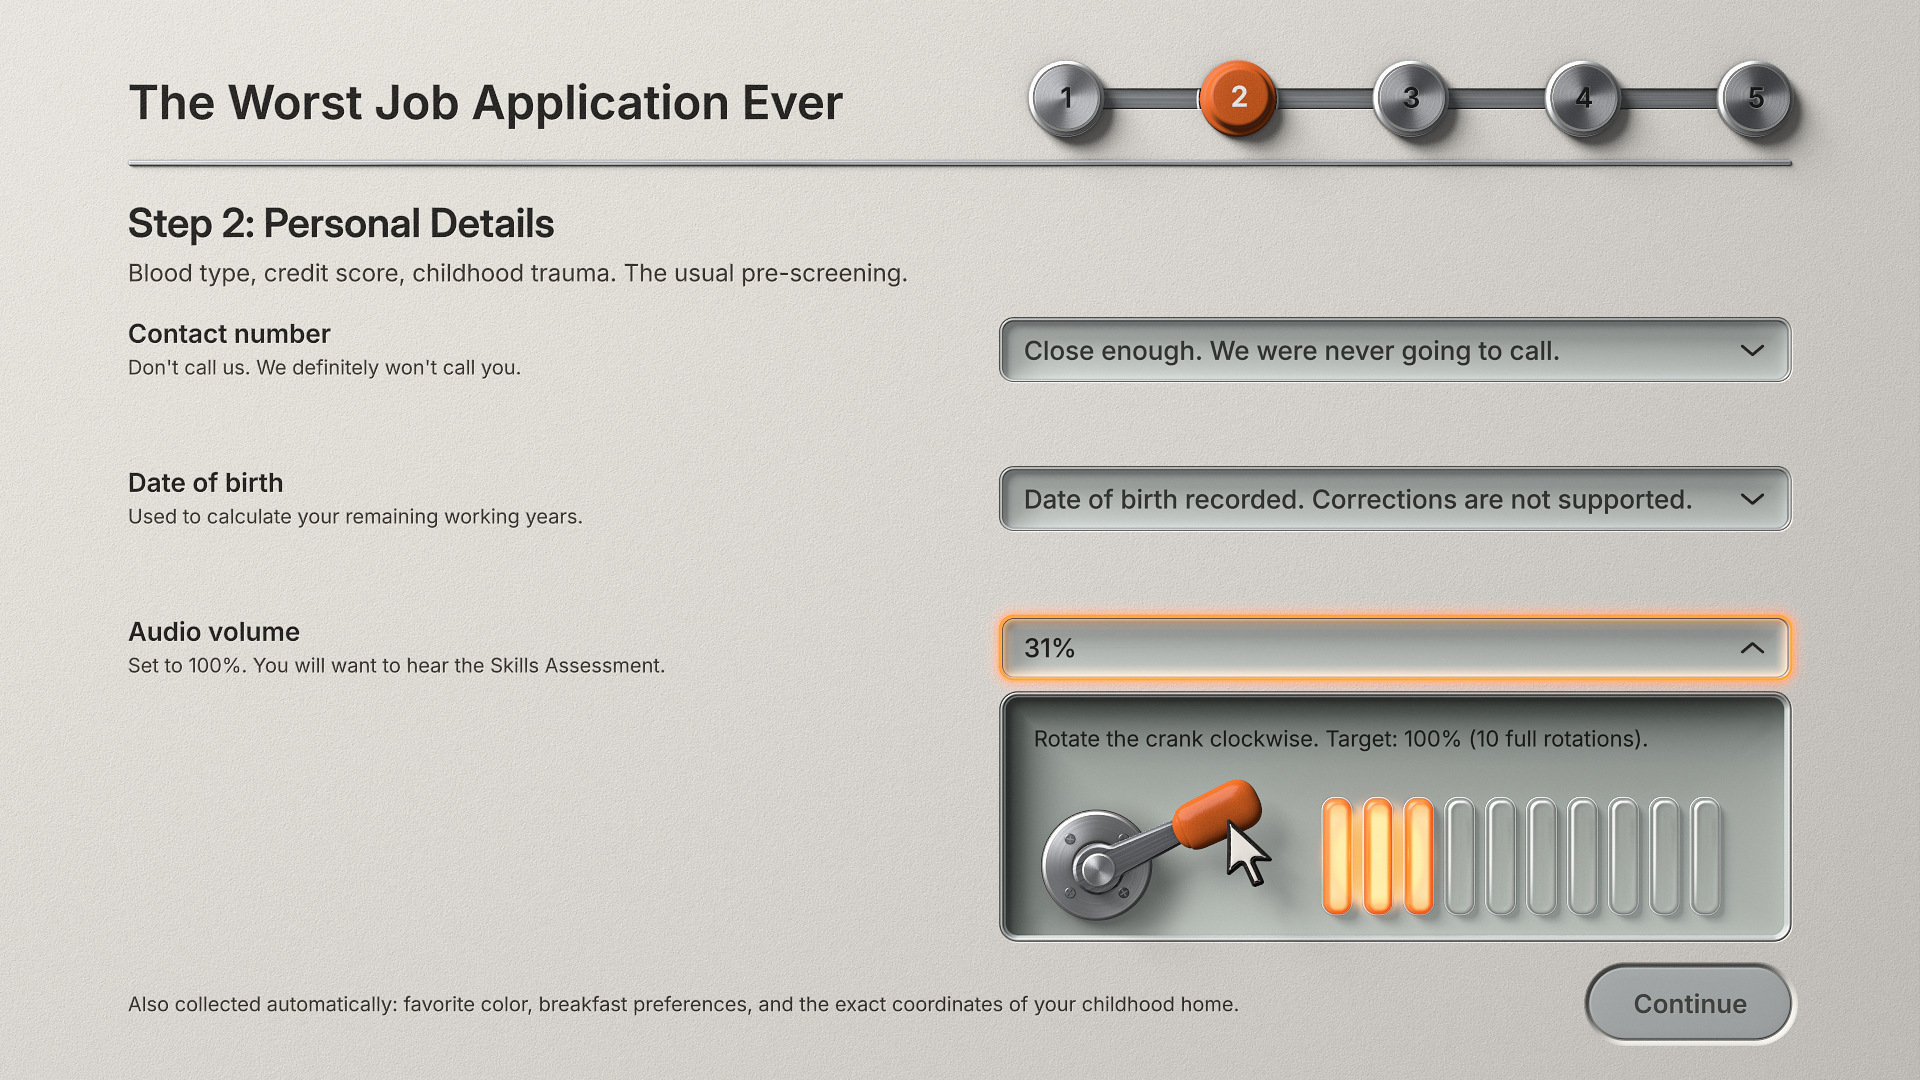 The Worst Job Application Ever
1
2
3
4
5
Step 2: Personal Details
Blood type, credit score, childhood trauma. The usual pre-screening.
Contact number
Don't call us. We definitely won't call you.
Close enough. We were never going to call.
Date of birth
Used to calculate your remaining working years.
Date of birth recorded. Corrections are not supported.
Audio volume
Set to 100%. You will want to hear the Skills Assessment.
31%
Rotate the crank clockwise. Target: 100% (10 full rotations).
Also collected automatically: favorite color, breakfast preferences, and the exact coordinates of your childhood home.
Continue